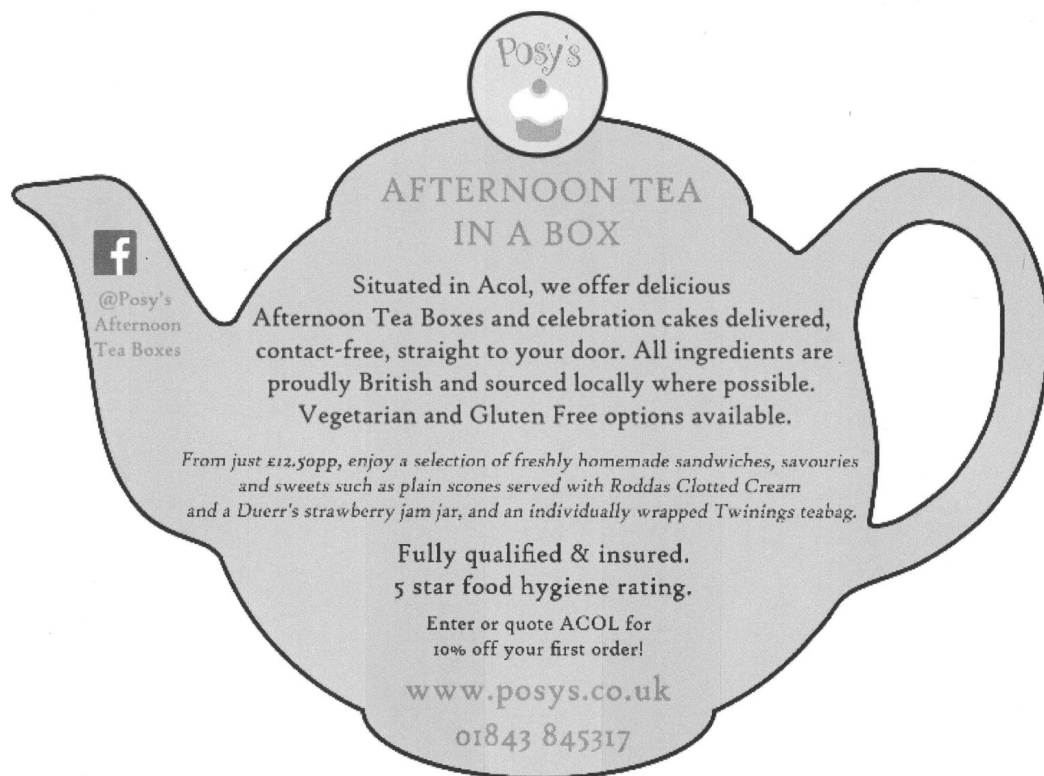 Posy's
AFTERNOON TEA
IN A BOX
f
@Posy's
Afternoon
Tea Boxes
Situated in Acol, we offer delicious
Afternoon Tea Boxes and celebration cakes delivered,
contact-free, straight to your door. All ingredients are
proudly British and sourced locally where possible.
Vegetarian and Gluten Free options available.
From just £12.50pp, enjoy a selection of freshly homemade sandwiches, savouries
and sweets such as plain scones served with Roddas Clotted Cream
and a Duerr's strawberry jam jar, and an individually wrapped Twinings teabag.
Fully qualified & insured.
5 star food hygiene rating.
Enter or quote ACOL for
10% off your first order!
www.posys.co.uk
01843 845317